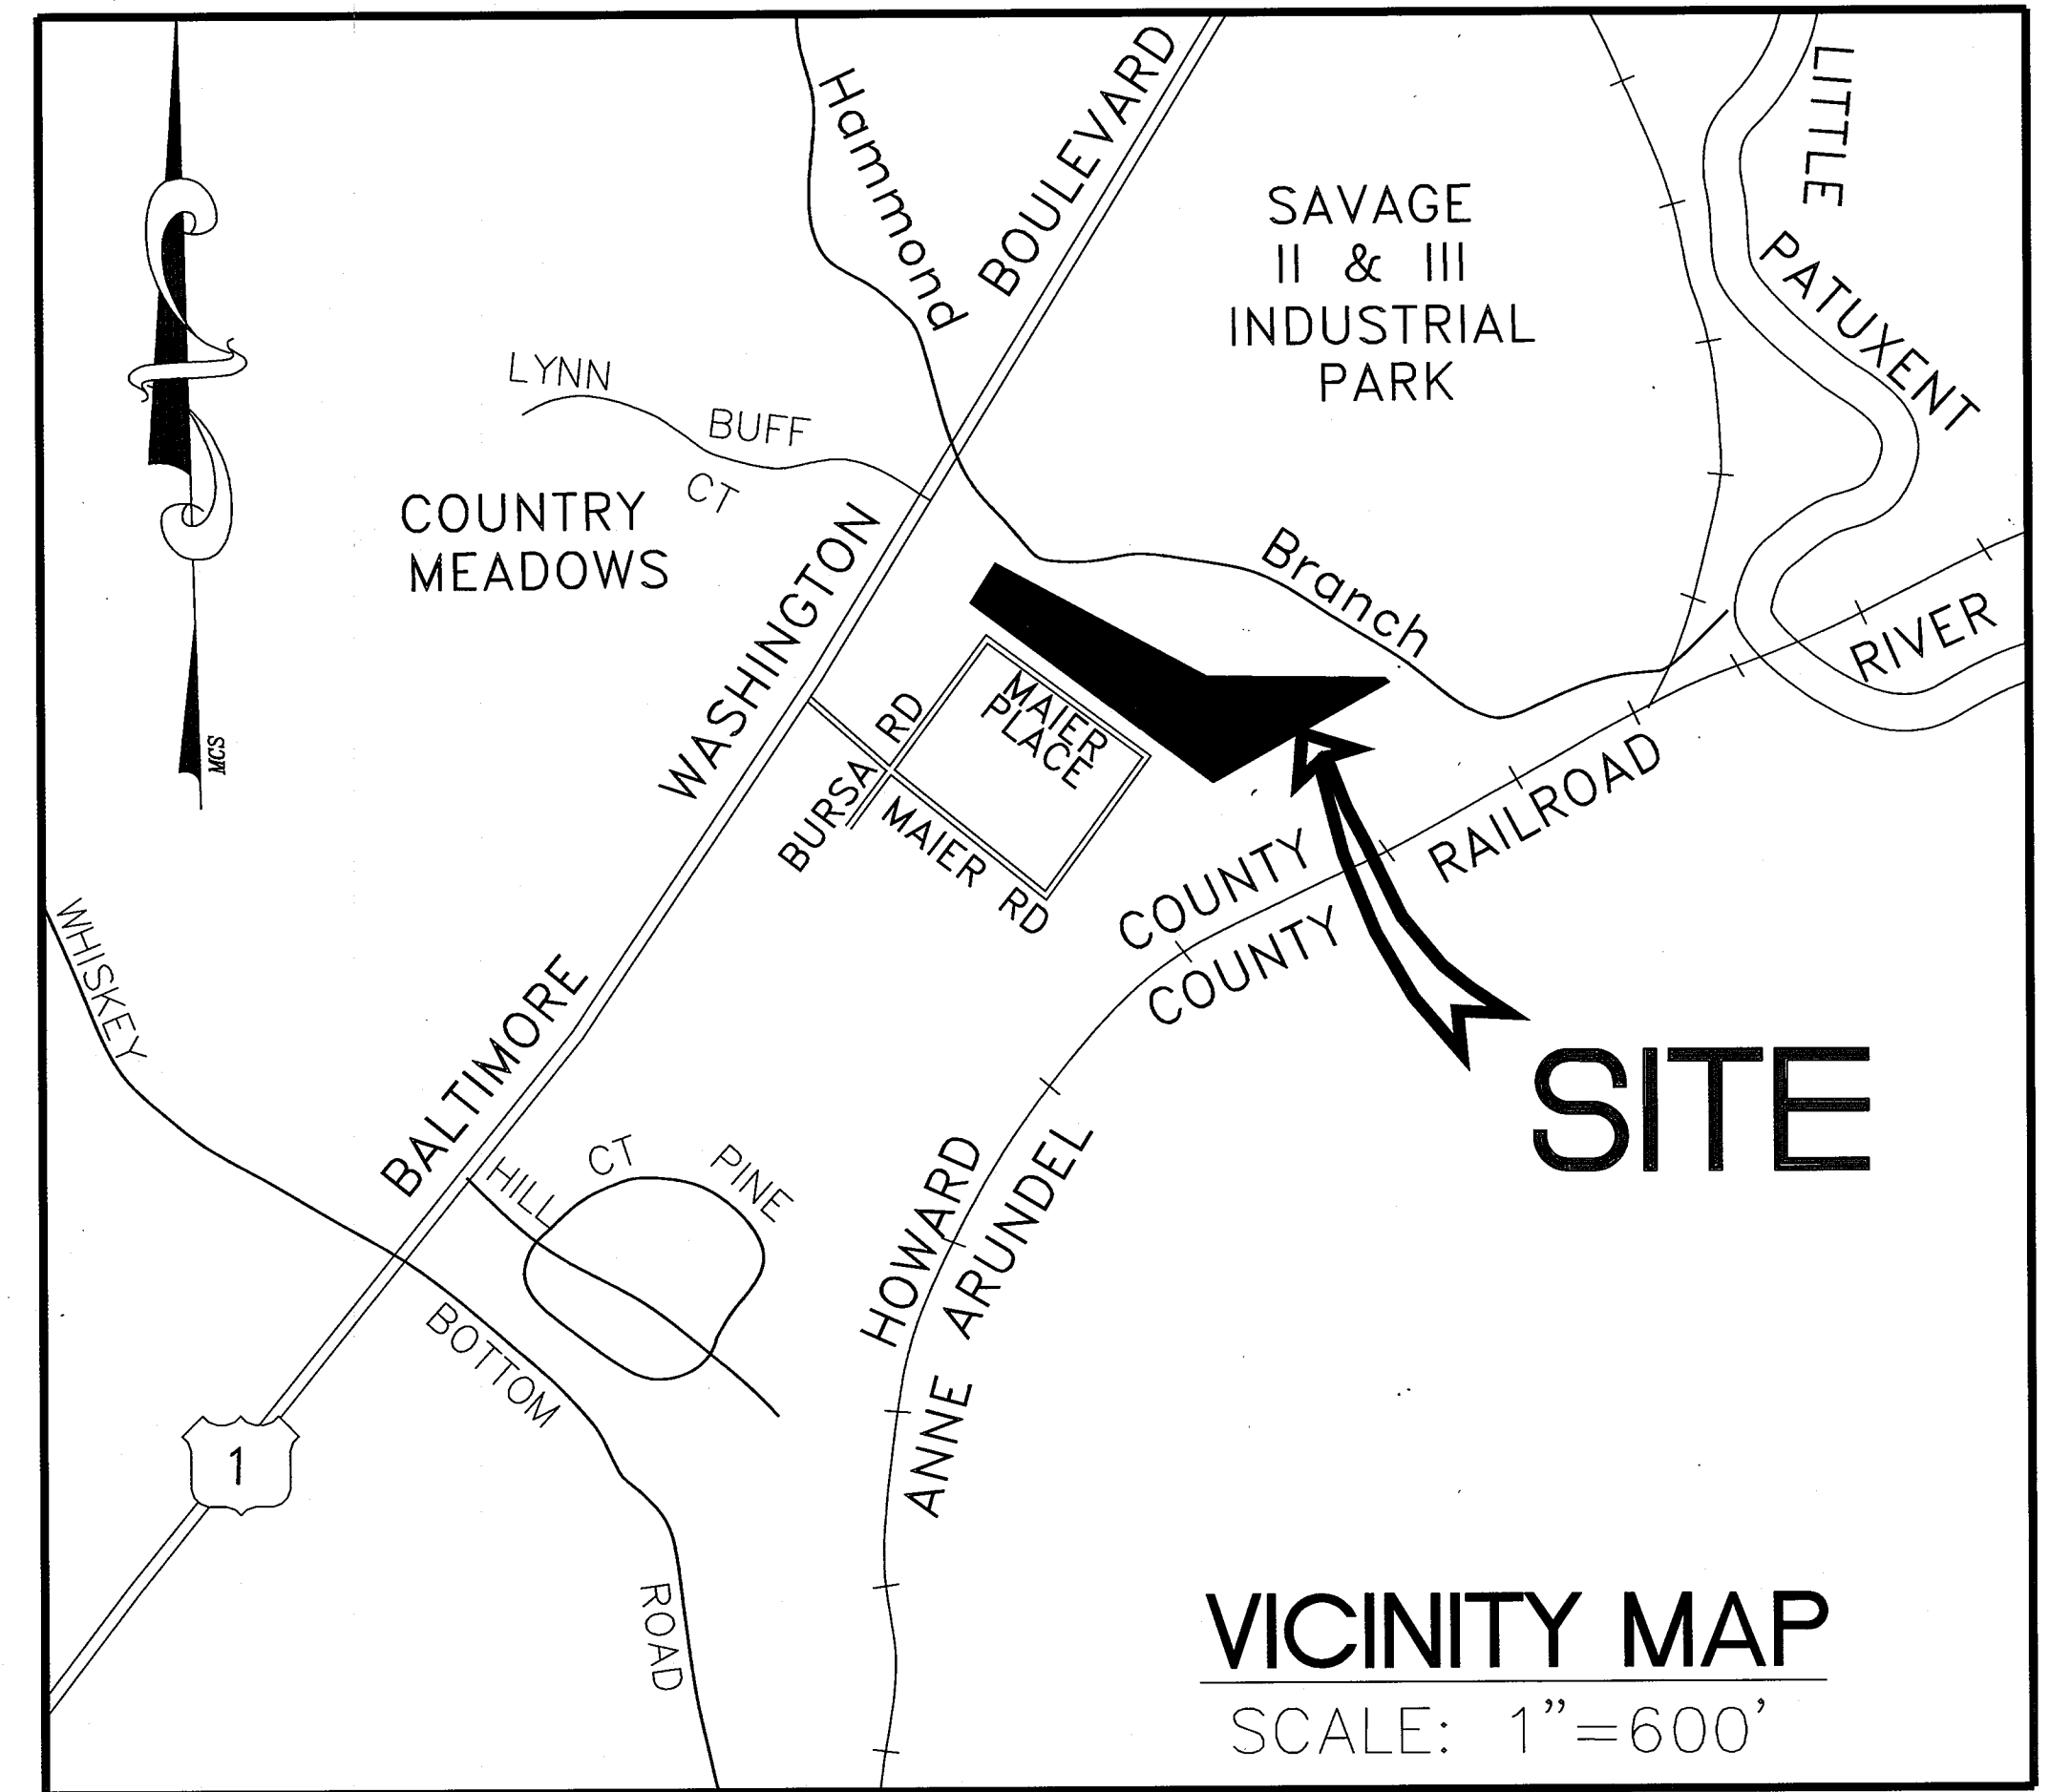 Hammond
BOULEVARD
LITTLE
SAVAGE
II & III
INDUSTRIAL
PARK
PATUXENT
LYNN
BUFF
CT
COUNTRY
MEADOWS
WASHINGTON
Branch
RIVER
MCS
MAIER
PLACE
BURSA RD
MAIER RD
RAILROAD
COUNTY
COUNTY
WHISKEY
BALTIMORE
SITE
HILL
CT
PINE
HOWARD
ANNE ARUNDEL
BOTTOM
1
ROAD
VICINITY MAP
SCALE: 1”=600’